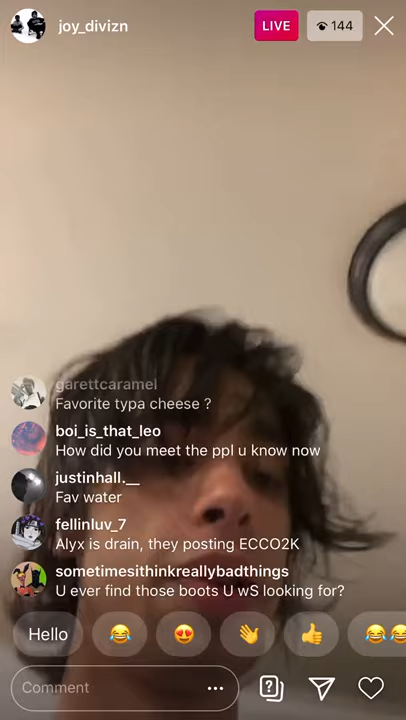 joy_divizn
LIVE
144
garettcaramel
Favorite typa cheese ?
boi_is_that_leo
How did you meet the ppl u know now
justinhall.__
Fav water
fellinluv_7
Alyx is drain, they posting ECCO2K
sometimesithinkreallybadthings
U ever find those boots U wS looking for?
Hello
Comment